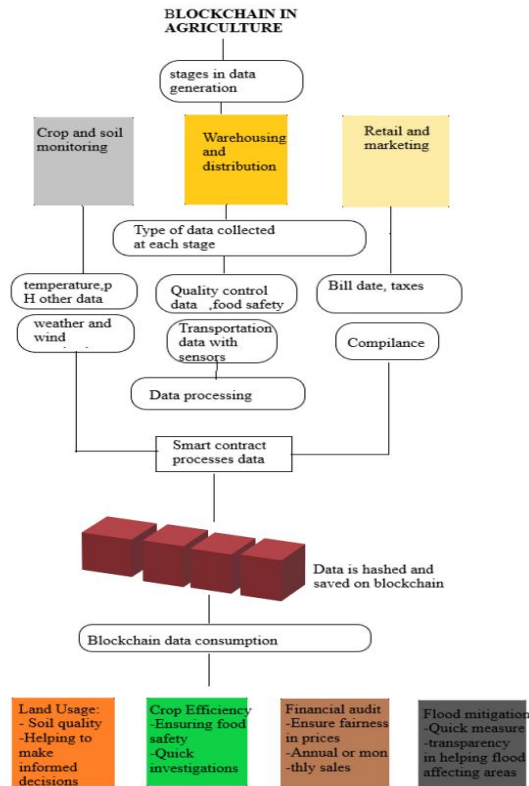 BLOCKCHAIN IN
AGRICULTURE
stages in data
generation
Crop and soil
monitoring
Warehousing
and
distribution
Retail and
marketing
Type of data collected
at each stage
temperature,p
H other data
weather and
wind
Quality control
data ,food safety
Transportation
data with
sensors
Bill date, taxes
Compilance
Data processing
Smart contract
processes data
Data is hashed and
saved on blockchain
Blockchain data consumption
Land Usage:
- Soil quality
-Helping to
make
informed
decisions
Crop Efficiency
-Ensuring food
safety
-Quick
investigations
Financial audit
-Ensure fairness
in prices
-Annual or mon
thly sales
Flood mitigation
-Quick measure
-transparency
in helping flood
affecting areas